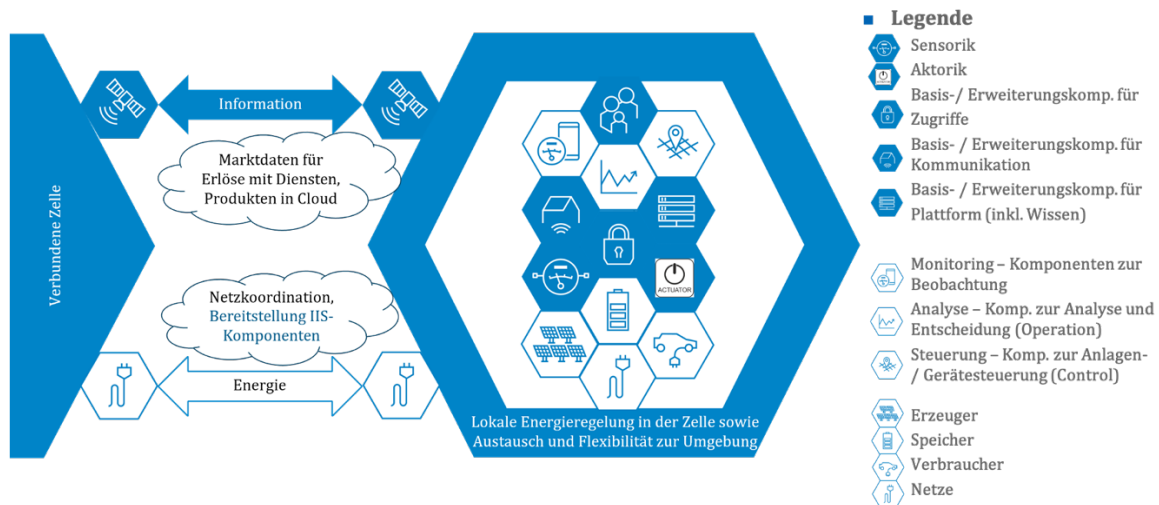 Verbundene Zelle
Information
Marktdaten für
Erlöse mit Diensten,
Produkten in Cloud
Netzkoordination,
Bereitstellung IIS-
Komponenten
Energie
ACTUATOR
Lokale Energieregelung in der Zelle sowie
Austausch und Flexibilität zur Umgebung
Legende
Sensorik
Aktorik
Basis-/ Erweiterungskomp. für
Zugriffe
Basis- / Erweiterungskomp. für
Kommunikation
Basis- / Erweiterungskomp. für
Plattform (inkl. Wissen)
Monitoring – Komponenten zur
Beobachtung
Analyse – Komp. zur Analyse und
Entscheidung (Operation)
Steuerung – Komp. zur Anlagen-
/ Gerätesteuerung (Control)
Erzeuger
Speicher
Verbraucher
Netze